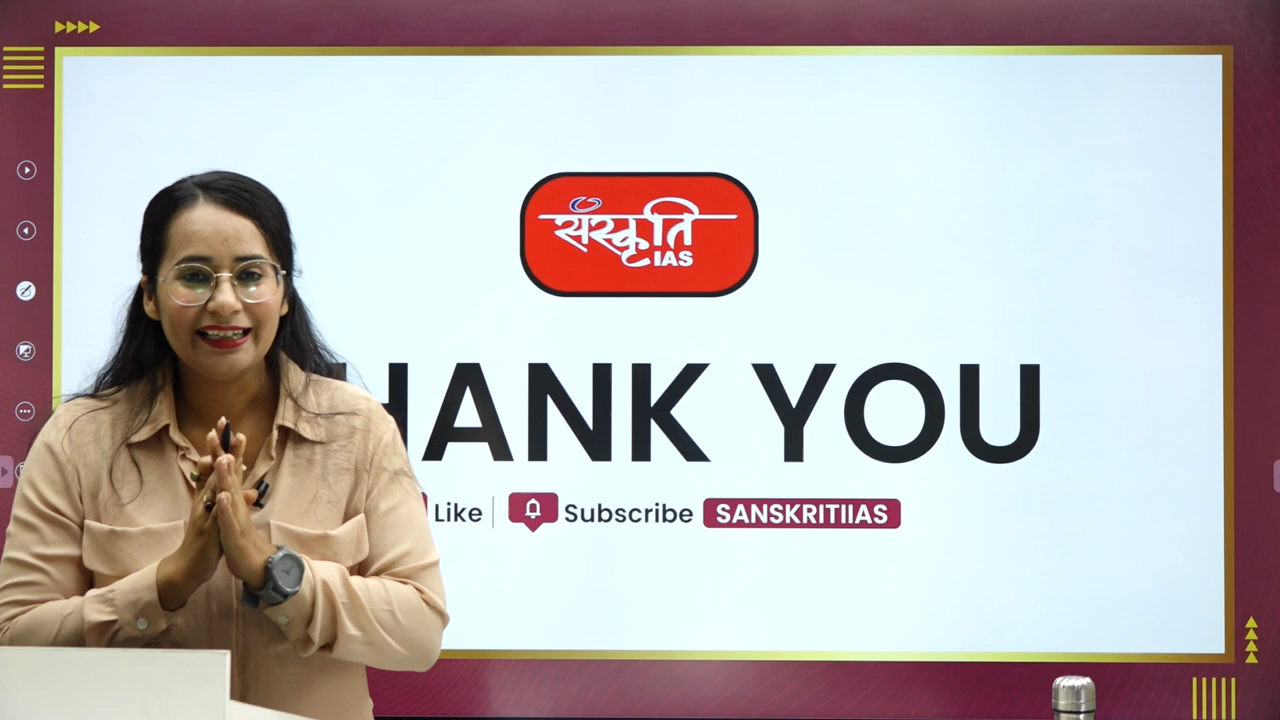 संस्कृति
IAS
HANK YOU
Like | Subscribe SANSKRITIIAS